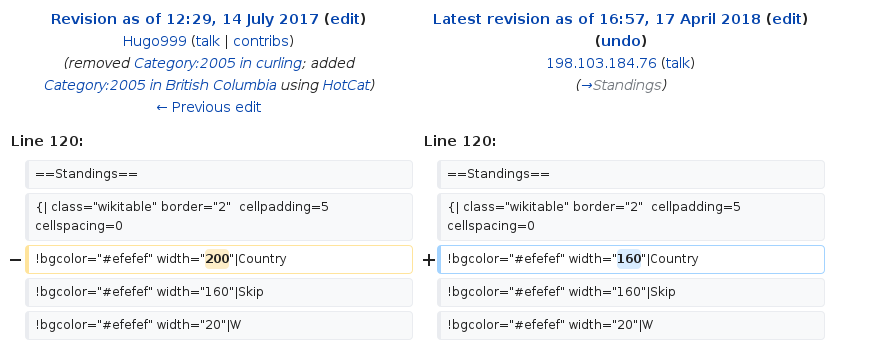 Revision as of 12:29, 14 July 2017 (edit)
Hugo999 (talk | contribs)
(removed Category:2005 in curling; added
Category:2005 in British Columbia using HotCat)
← Previous edit
Latest revision as of 16:57, 17 April 2018 (edit)
(undo)
198.103.184.76 (talk)
(→Standings)
Line 120:
Line 120:
==Standings==
==Standings==
{| class="wikitable" border="2"  cellpadding=5
cellspacing=0
{| class="wikitable" border="2"  cellpadding=5
cellspacing=0
− !bgcolor="#efefef" width="200"|Country
+ !bgcolor="#efefef" width="160"|Country
!bgcolor="#efefef" width="160"|Skip
!bgcolor="#efefef" width="160"|Skip
!bgcolor="#efefef" width="20"|W
!bgcolor="#efefef" width="20"|W